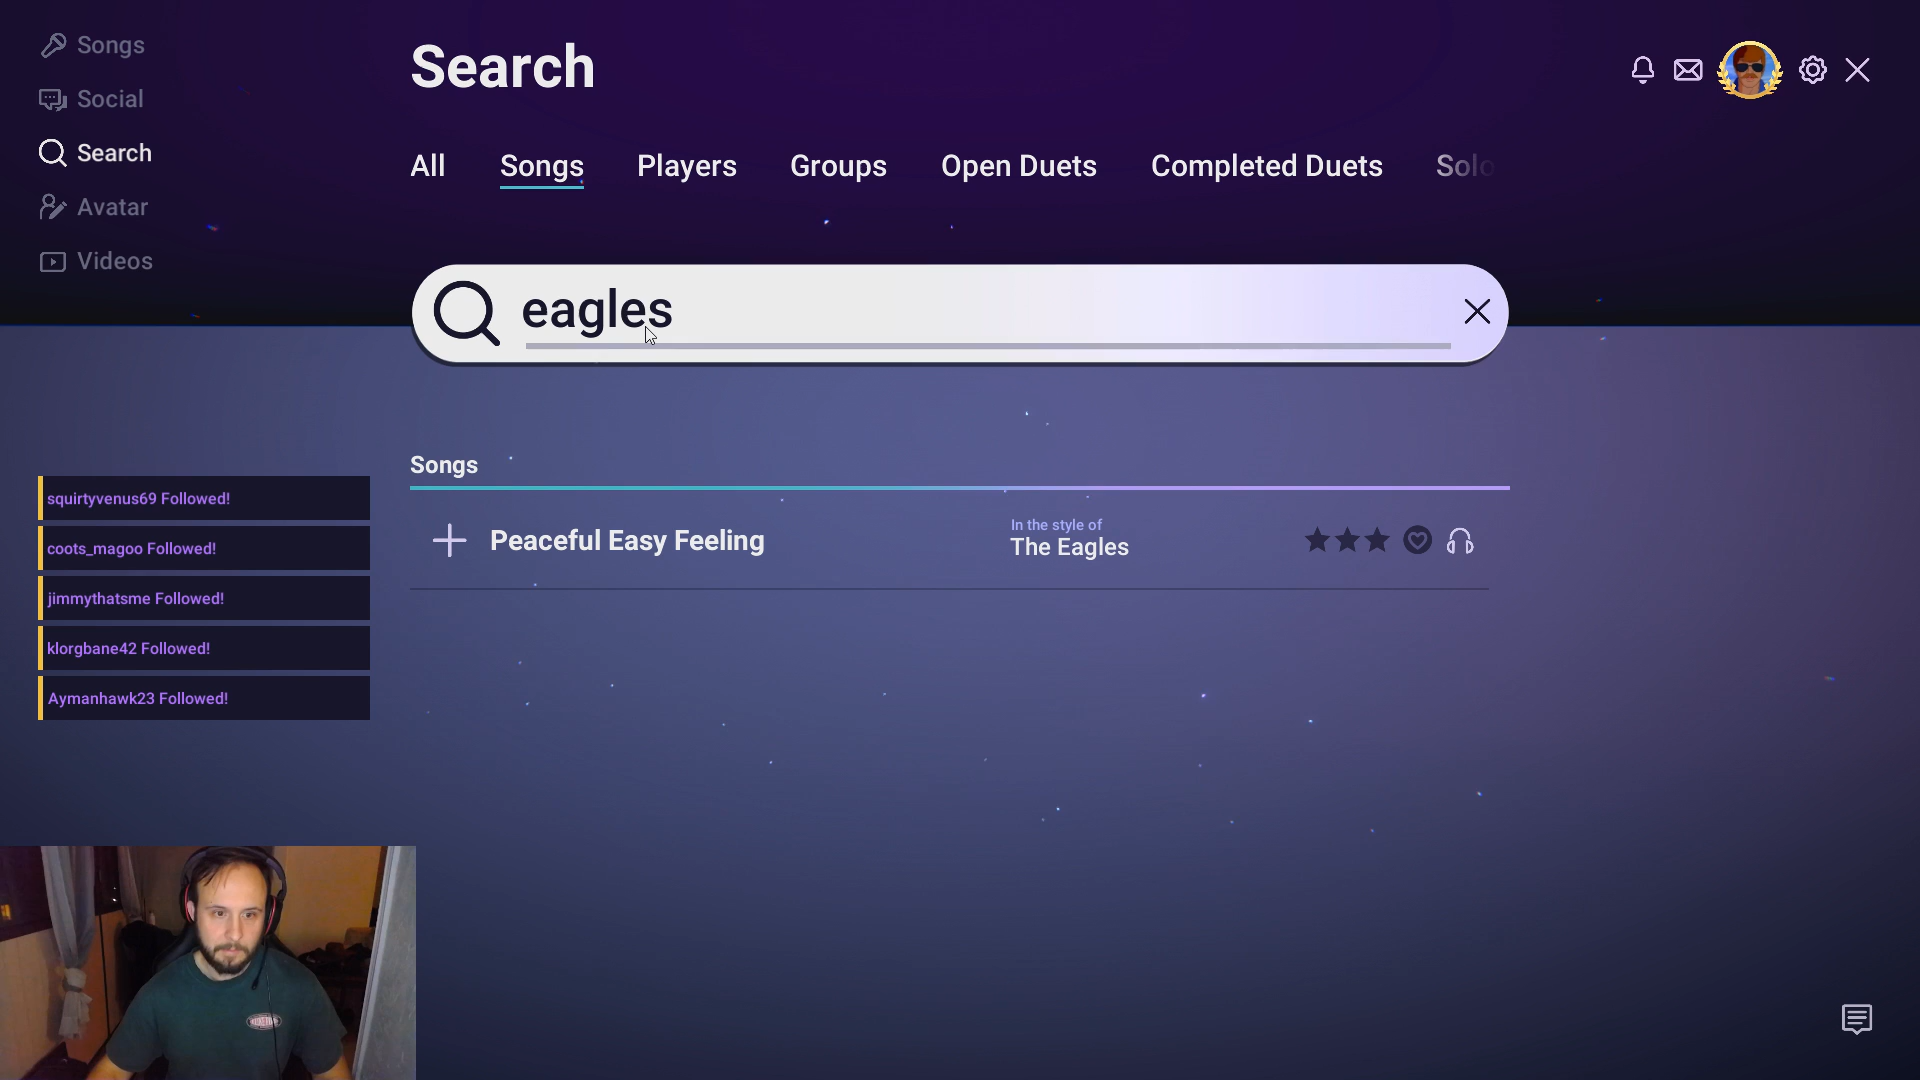 Songs
Social
Search
Avatar
Videos
Search
All Songs Players Groups Open Duets Completed Duets Solo
eagles
Songs
Peaceful Easy Feeling
In the style of
The Eagles
squirtyvenus69 Followed!
coots_magoo Followed!
jimmythatsme Followed!
klorgbane42 Followed!
Aymanhawk23 Followed!